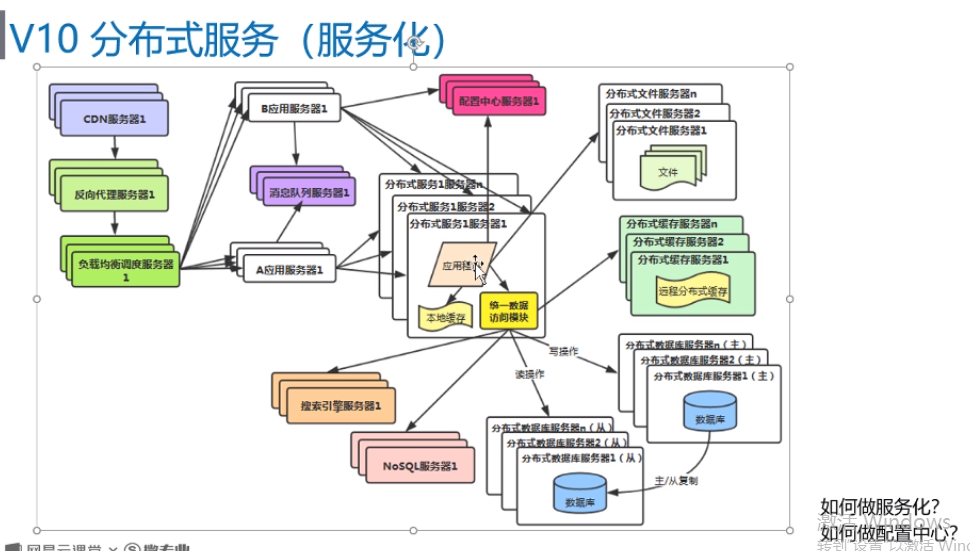 V10 分布式服务（服务化）
CDN服务器1
反向代理服务器1
负载均衡调度服务器
1
B应用服务器1
消息队列服务器1
A应用服务器1
配置中心服务器1
分布式服务1服务器n
分布式服务1服务器2
分布式服务1服务器1
应用程
本地缓存
统一数据
访问模块
分布式文件服务器n
分布式文件服务器2
分布式文件服务器1
文件
分布式缓存服务器n
分布式缓存服务器2
分布式缓存服务器1
远程分布式缓存
写操作
读操作
分布式数据库服务器n（主）
分布式数据库服务器2（主）
分布式数据库服务器1（主）
数据库
搜索引擎服务器1
NoSQL服务器1
分布式数据库服务器n（从）
分布式数据库服务器2（从）
分布式数据库服务器1（从）
数据库
主/从复制
如何做服务化?
激活 Windows
如何做配置中心?